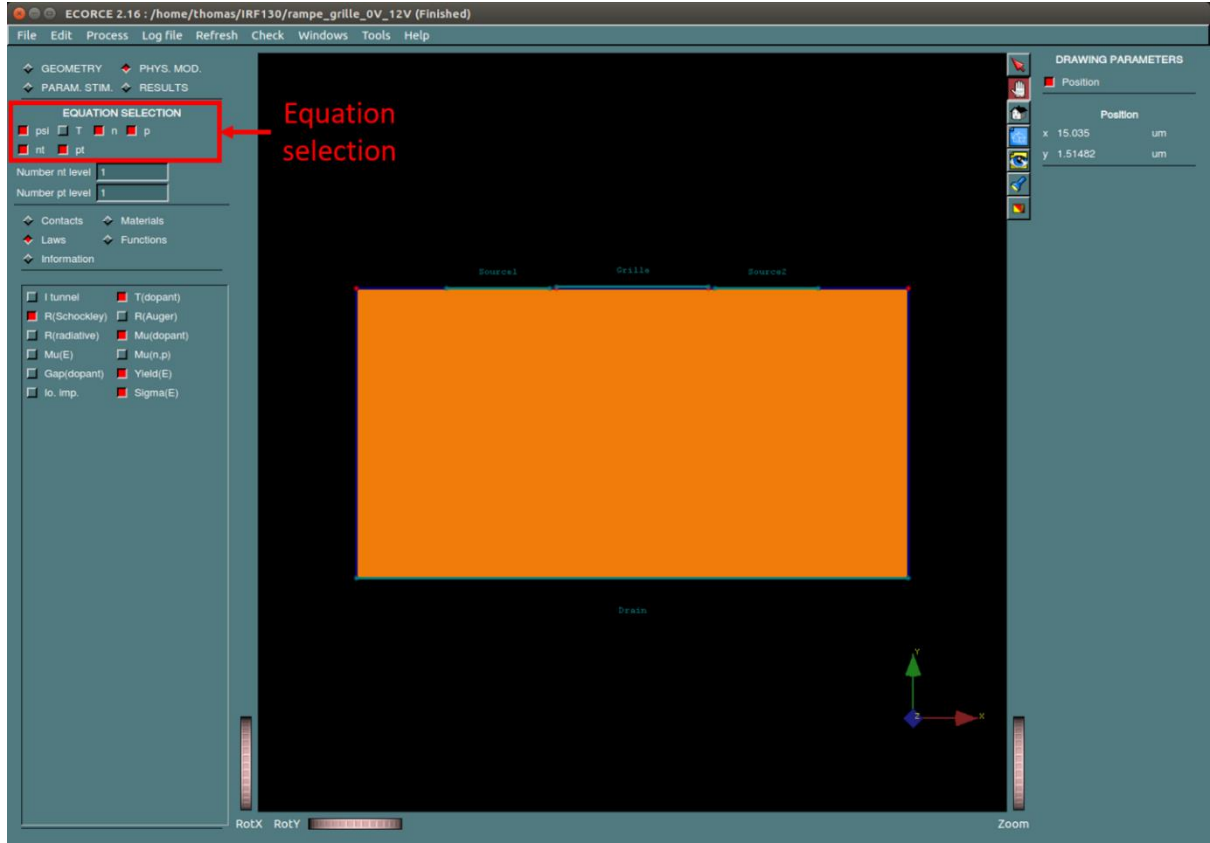 ECORCE 2.16 : /home/thomas/IRF130/rampe_grille_0V_12V (Finished)
File Edit Process Log file Refresh Check Windows Tools Help
GEOMETRY PHYS. MOD.
PARAM. STIM. RESULTS
EQUATION SELECTION
psi T n p
nt pt
Number nt level 1
Number pt level 1
Contacts Materials
Laws Functions
Information
I tunnel T(dopant)
R(Schockley) R(Auger)
R(radiative) Mu(dopant)
Mu(E) Mu(n,p)
Gap(dopant) Yield(E)
Io. imp. Sigma(E)
Equation
selection
Source1 Grille Source2
Drain
Y
Z X
RotX RotY Zoom
DRAWING PARAMETERS
Position
Position
x 15.035 um
y 1.51482 um